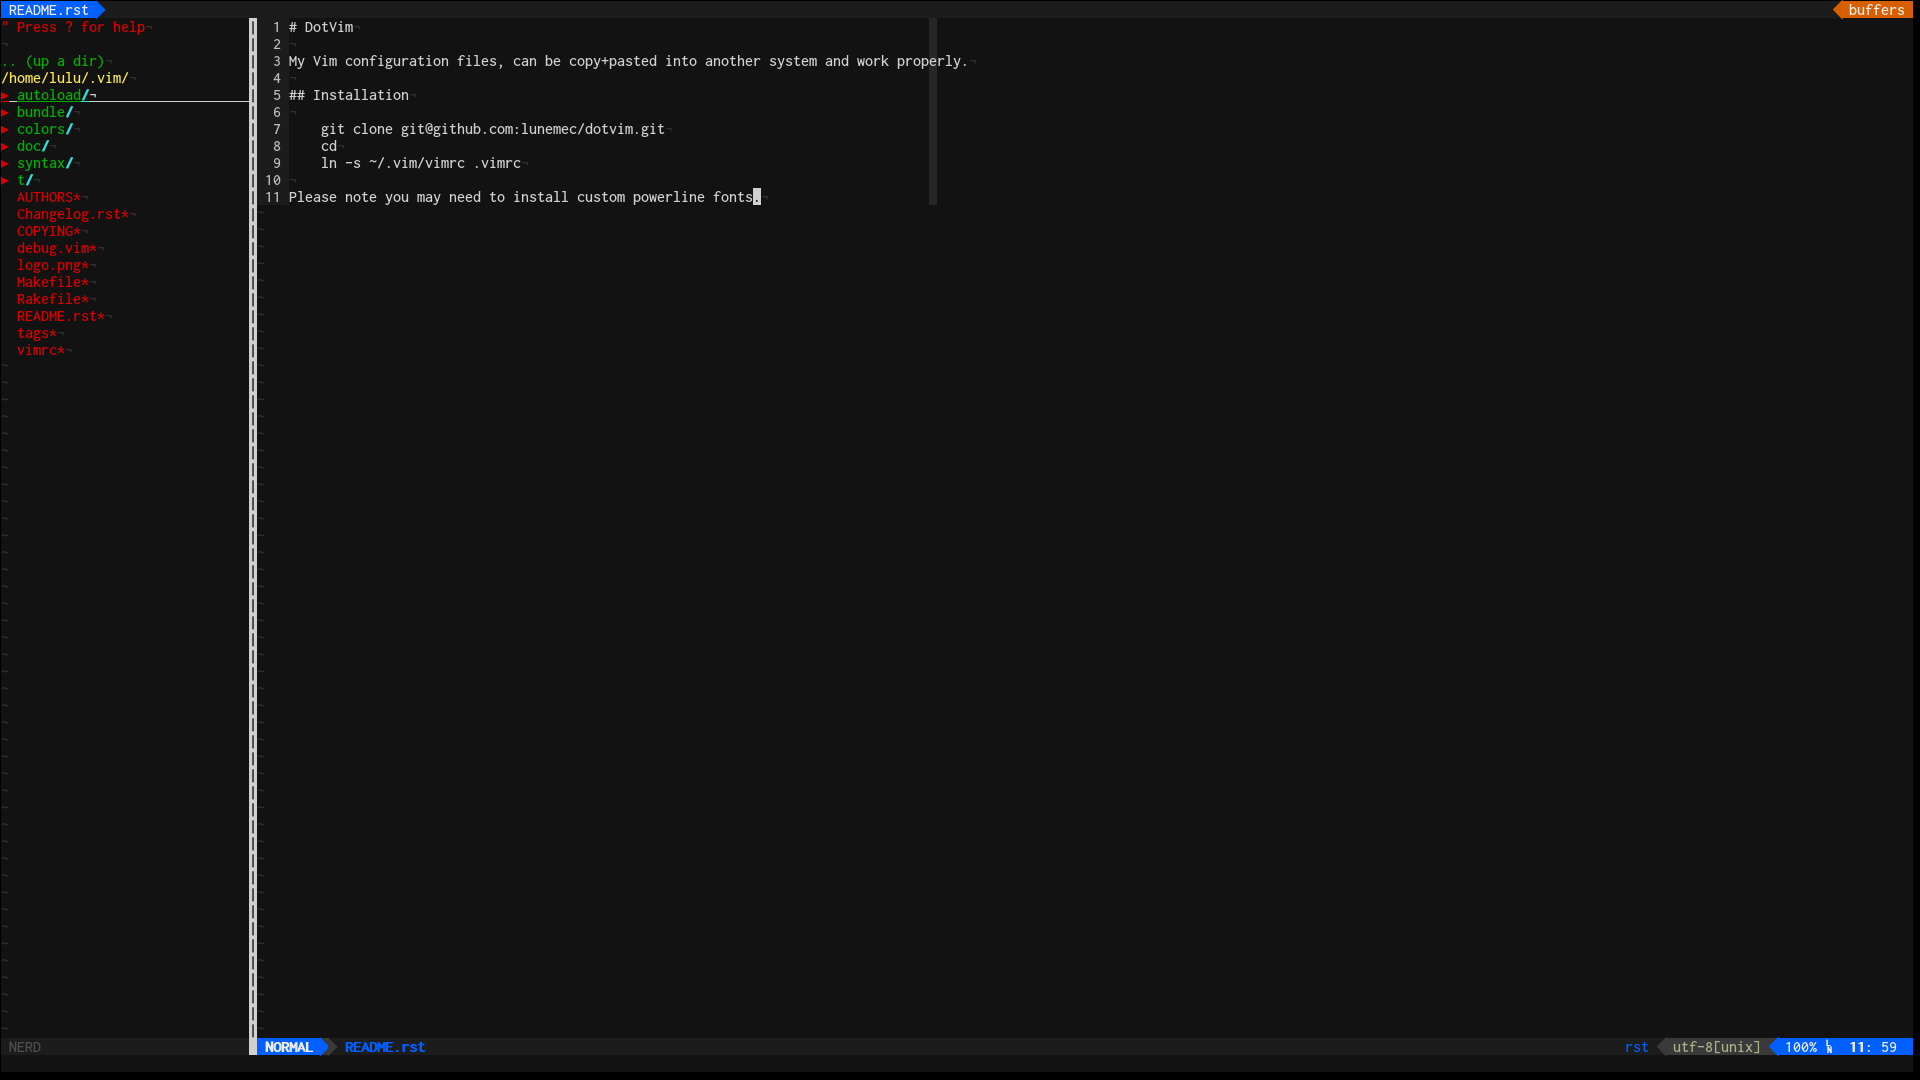 README.rst
buffers
" Press ? for help¬
¬
.. (up a dir)¬
/home/lulu/.vim/¬
▸ autoload/¬
▸ bundle/¬
▸ colors/¬
▸ doc/¬
▸ syntax/¬
▸ t/¬
AUTHORS*¬
Changelog.rst*¬
COPYING*¬
debug.vim*¬
logo.png*¬
Makefile*¬
Rakefile*¬
README.rst*¬
tags*¬
vimrc*¬
1 # DotVim¬
2 ¬
3 My Vim configuration files, can be copy+pasted into another system and work properly.¬
4 ¬
5 ## Installation¬
6 ¬
7     git clone git@github.com:lunemec/dotvim.git¬
8     cd¬
9     ln -s ~/.vim/vimrc .vimrc¬
10 ¬
11 Please note you may need to install custom powerline fonts.¬
NERD
NORMAL README.rst
rst utf-8[unix] 100% ␤ 11: 59